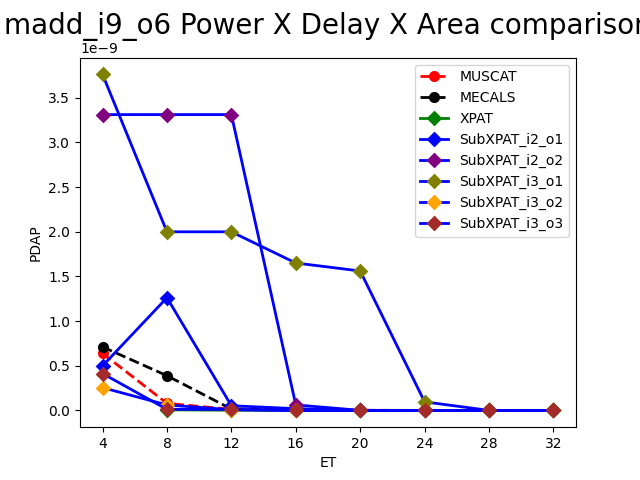 madd_i9_o6 Power X Delay X Area comparison
1e−9
3.5
3.0
2.5
2.0
1.5
1.0
0.5
0.0
PDAP
4 8 12 16 20 24 28 32
ET
MUSCAT
MECALS
XPAT
SubXPAT_i2_o1
SubXPAT_i2_o2
SubXPAT_i3_o1
SubXPAT_i3_o2
SubXPAT_i3_o3